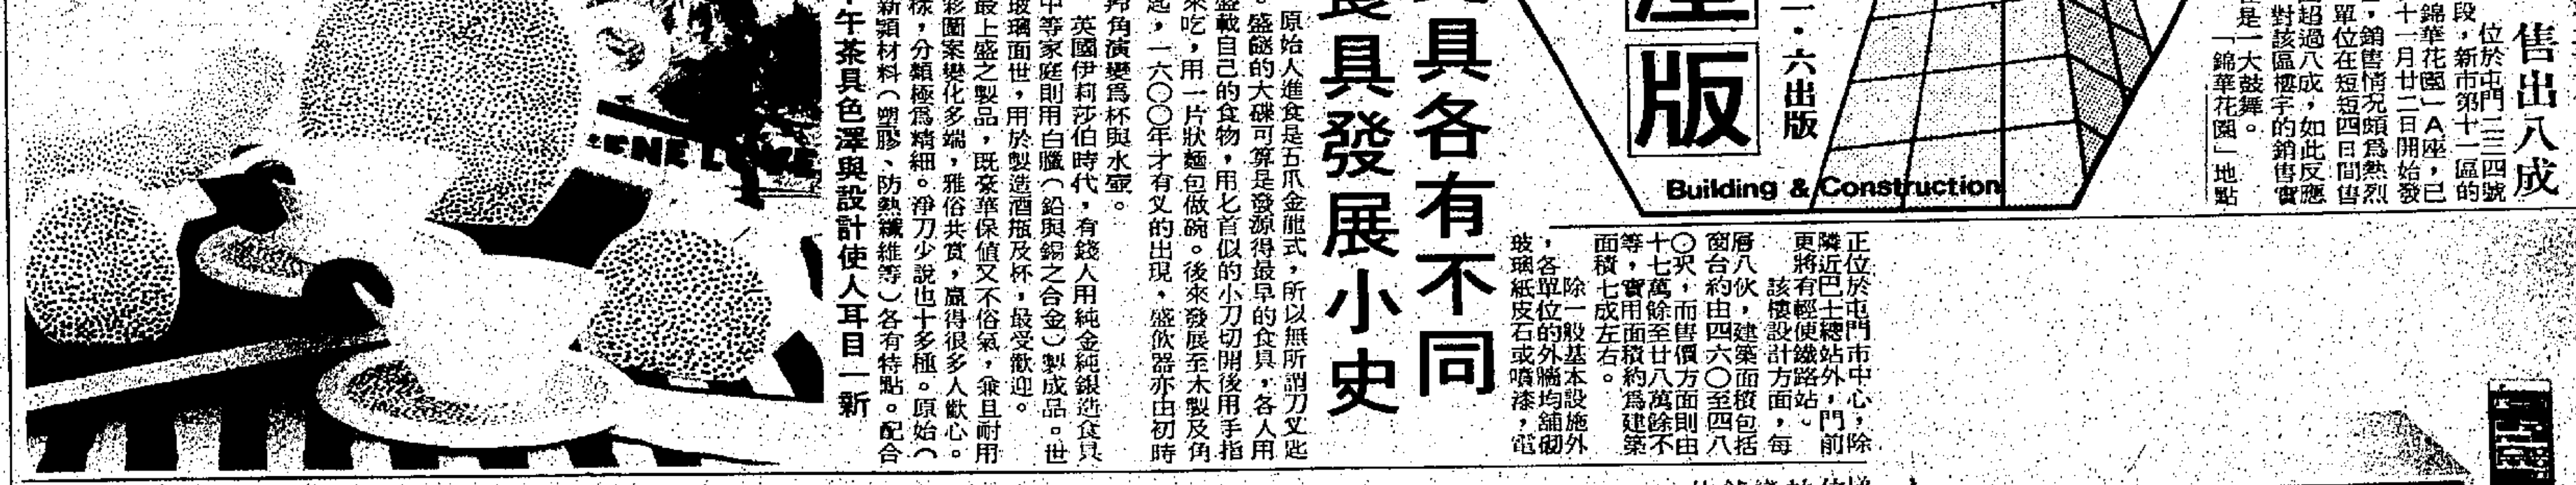 售出八成
位於屯門二三四號
段，新市第十一區的
錦華花園」A座，已
十一月廿二日開始發
，銷售情况頗爲熱烈
單位在短短四日間售
超過八成，如此反應
對該區樓宇的銷售實
是一大鼓舞。
「錦華花園」地點
正位於屯門市中心，除
隣近巴士總站外，門前
更將有輕便鐵路站。
該樓設計方面，每
層八伙，建築面積包括
窗台約由四六〇至四八
〇呎，而售價方面則由
十七萬餘至廿八萬餘不
等，實用面積約爲建築
面積七成左右。
除一般基本設施外
，各單位的外牆均舖砌
玻璃紙皮石或噴漆，電
一・六出版
版
Building & Construction
具各有不同
食具發展小史
原始人進食是五爪金龍式，所以無所謂刀叉匙
。盛餸的大碟可算是發源得最早的食具，各人用
盛載自己的食物，用匕首似的小刀切開後用手指
來吃，用一片狀麵包做碗。後來發展至木製及角
起，一六〇〇年才有叉的出現，盛飲器亦由初時
角演變爲杯與水壺。
英國伊莉莎伯時代，有錢人用純金純銀造食具
中等家庭則用白臘（鉛與錫之合金）製成品。世
玻璃面世，用於製造酒瓶及杯，最受歡迎。
最上盛之製品，既豪華保值又不俗氣，兼且耐用
彩圖案變化多端，雅俗共賞，贏得很多人歡心。
樣，分類極爲精細。淨刀少說也十多種。原始（
新穎材料（塑膠、防熱纖維等）各有特點。配合
午茶具色澤與設計使人耳目一新